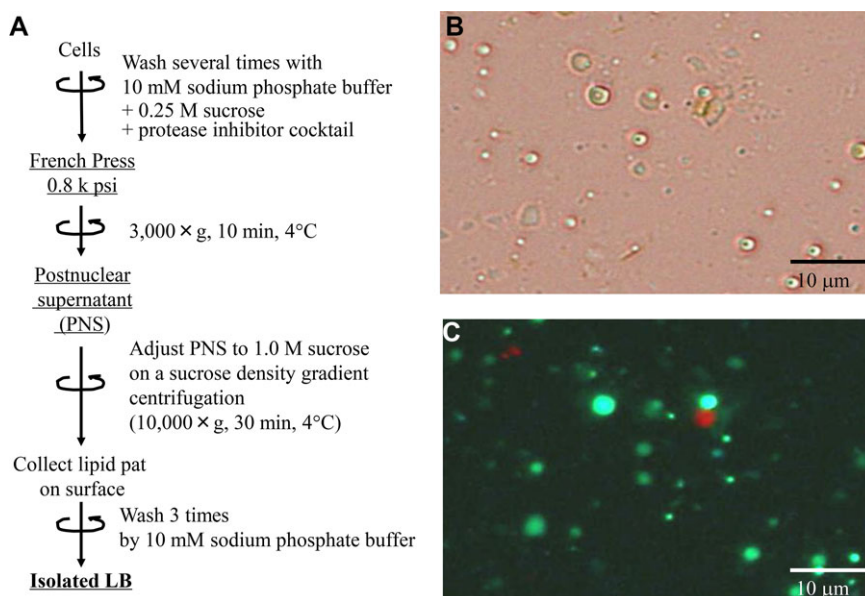 A
Cells
Wash several times with
10 mM sodium phosphate buffer
+ 0.25 M sucrose
+ protease inhibitor cocktail
French Press
0.8 k psi
3,000 × g, 10 min, 4°C
Postnuclear
supernatant
(PNS)
Adjust PNS to 1.0 M sucrose
on a sucrose density gradient
centrifugation
(10,000 × g, 30 min, 4°C)
Collect lipid pat
on surface
Wash 3 times
by 10 mM sodium phosphate buffer
Isolated LB
B
10 μm
C
10 μm